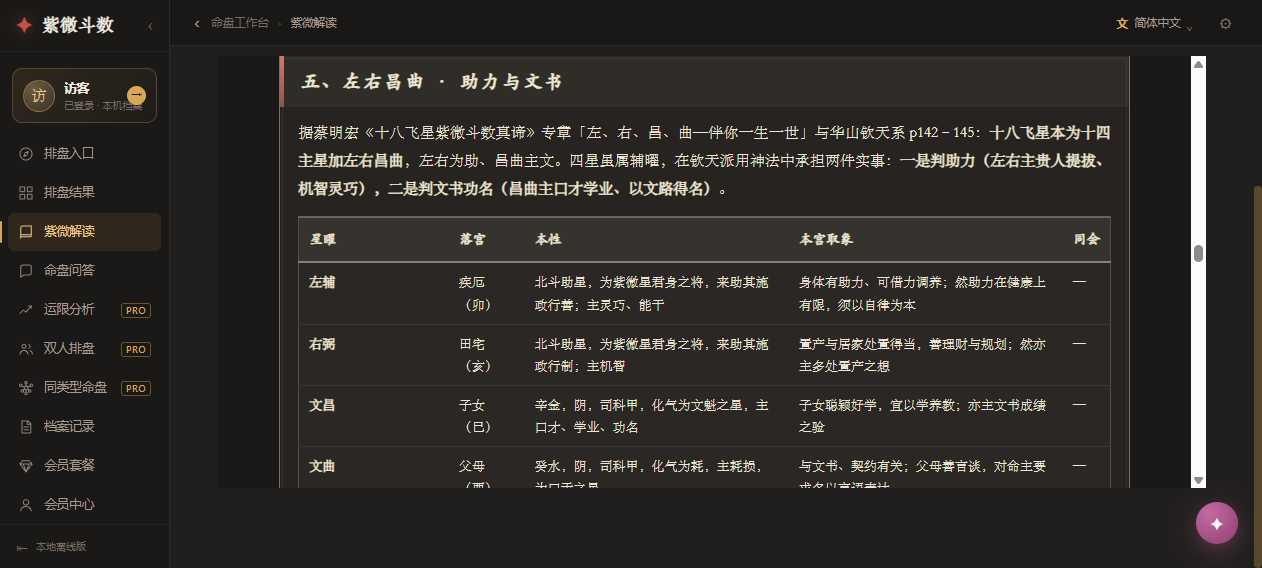 紫微斗数
访
访客
已登录 · 本机档案
排盘入口
排盘结果
紫微解读
命盘问答
运限分析 PRO
双人排盘 PRO
同类型命盘 PRO
档案记录
会员套餐
会员中心
本地离线版
命盘工作台 › 紫微解读
文 简体中文
五、左右昌曲 · 助力与文书
据蔡明宏《十八飞星紫微斗数真谛》专章「左、右、昌、曲—伴你一生一世」与华山钦天系 p142－145：十八飞星本为十四
主星加左右昌曲，左右为助、昌曲主文。四星虽属辅曜，在钦天派用神法中承担两件实事：一是判助力（左右主贵人提拔、
机智灵巧），二是判文书功名（昌曲主口才学业、以文路得名）。
星曜 落宫 本性 本宫取象 同会
左辅 疾厄 北斗助星，为紫微星君身之将，来助其施 身体有助力、可借力调养；然助力在健康上 —
（卯） 政行善；主灵巧、能干 有限，须以自律为本
右弼 田宅 北斗助星，为紫微星君身之将，来助其施 置产与居家处置得当，善理财与规划；然亦 —
（亥） 政行制；主机智 主多处置产之想
文昌 子女 辛金，阴，司科甲，化气为文魁之星，主 子女聪颖好学，宜以学养教；亦主文书成绩 —
（巳） 口才、学业、功名 之验
文曲 父母 癸水，阴，司科甲，化气为耗，主耗损， 与文书、契约有关；父母善言谈，对命主要 —